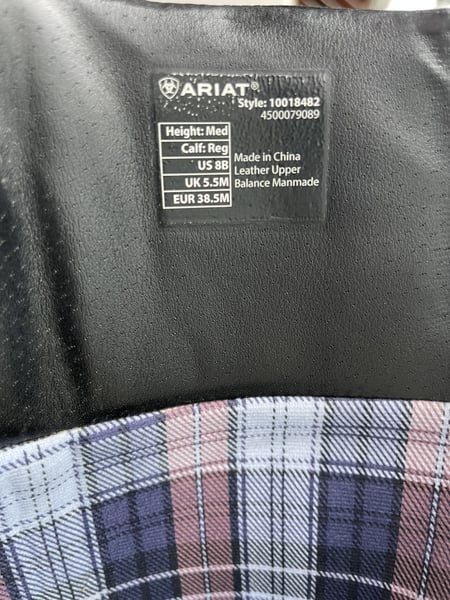 ARIAT®
Style: 10018482
4500079089
Height: Med
Calf: Reg
US 8B
UK 5.5M
EUR 38.5M
Made in China
Leather Upper
Balance Manmade